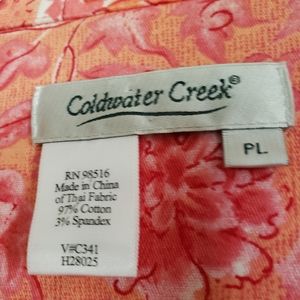 Coldwater Creek®
PL
RN 98516
Made in China
of Thai Fabric
97% Cotton
3% Spandex
V#C341
H28025